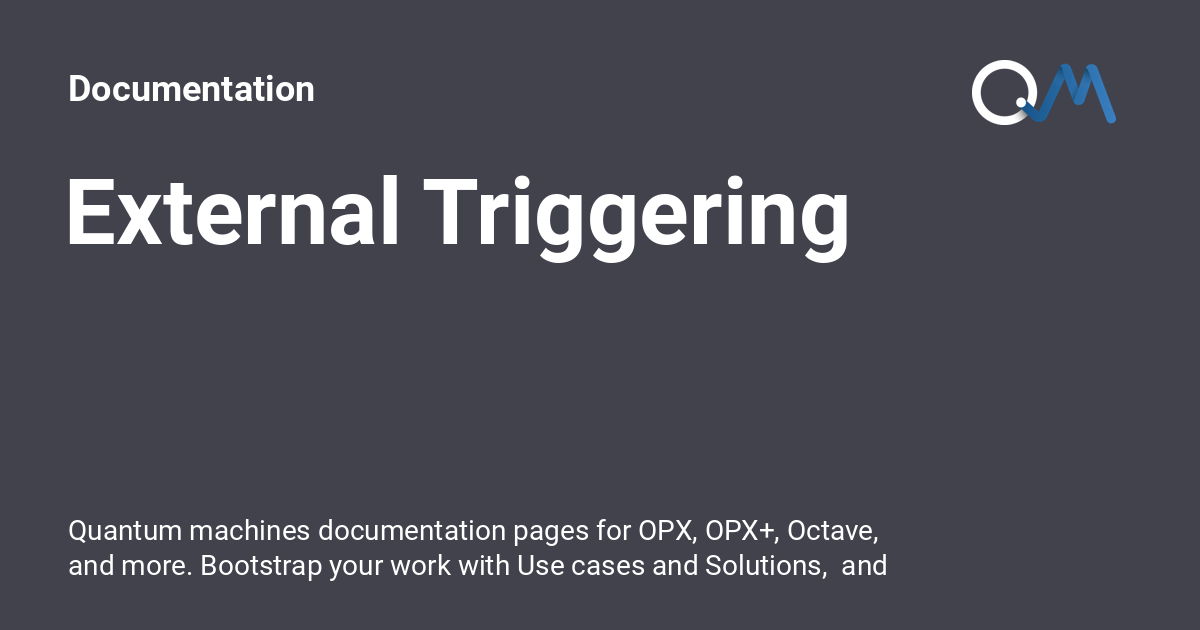 Documentation
QM
External Triggering
Quantum machines documentation pages for OPX, OPX+, Octave,
and more. Bootstrap your work with Use cases and Solutions,  and